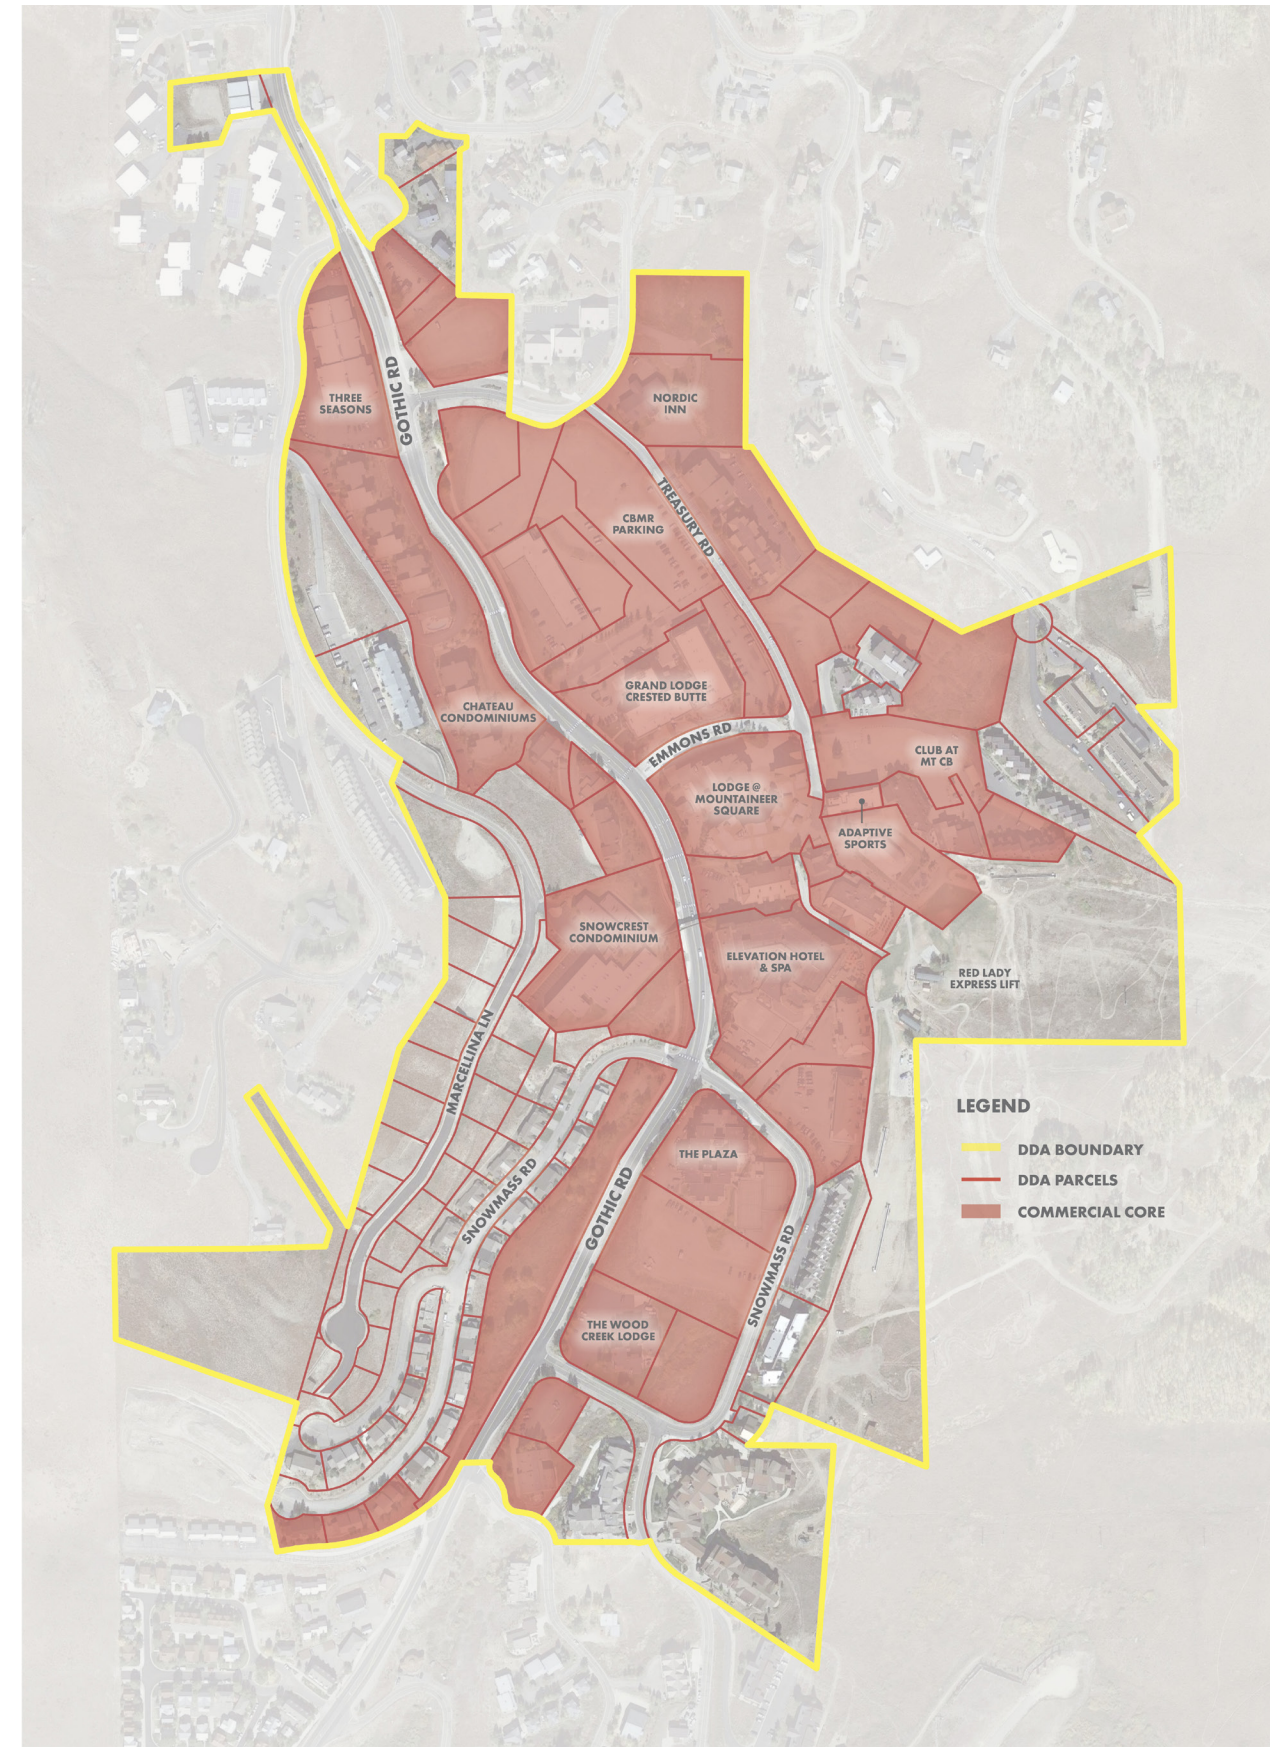 THREE
SEASONS
GOTHIC RD
NORDIC
INN
CBMR
PARKING
TREASURY RD
GRAND LODGE
CRESTED BUTTE
CHATEAU
CONDOMINIUMS
EMMONS RD
CLUB AT
MT CB
LODGE @
MOUNTAINEER
SQUARE
ADAPTIVE
SPORTS
SNOWCREST
CONDOMINIUM
ELEVATION HOTEL
& SPA
RED LADY
EXPRESS LIFT
MARCELLINA LN
LEGEND
DDA BOUNDARY
DDA PARCELS
COMMERCIAL CORE
THE PLAZA
SNOWMASS RD
GOTHIC RD
SNOWMASS RD
THE WOOD
CREEK LODGE